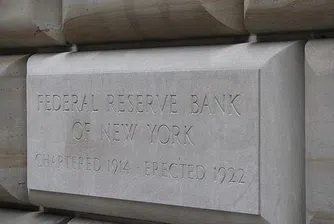 FEDERAL RESERVE BANK
OF NEW YORK
CHARTERED 1914 · ERECTED 1922